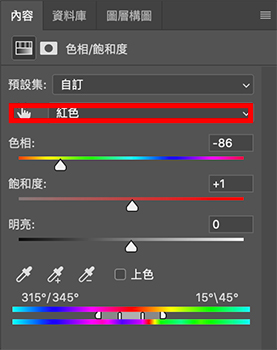 內容 資料庫 圖層構圖
色相/飽和度
預設集: 自訂
紅色
色相: -86
飽和度: +1
明亮: 0
上色
315°/345° 15°\45°